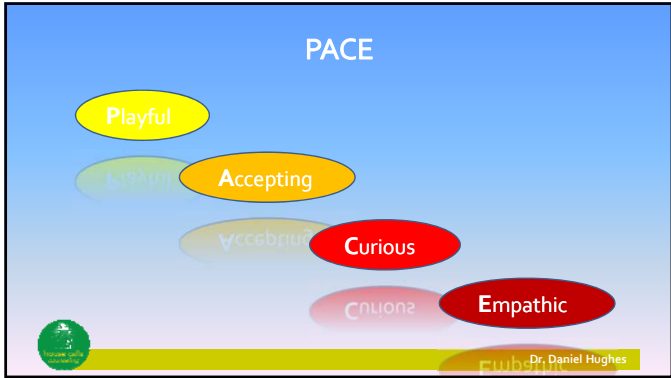 PACE
Playful
Accepting
Curious
Empathic
Dr. Daniel Hughes